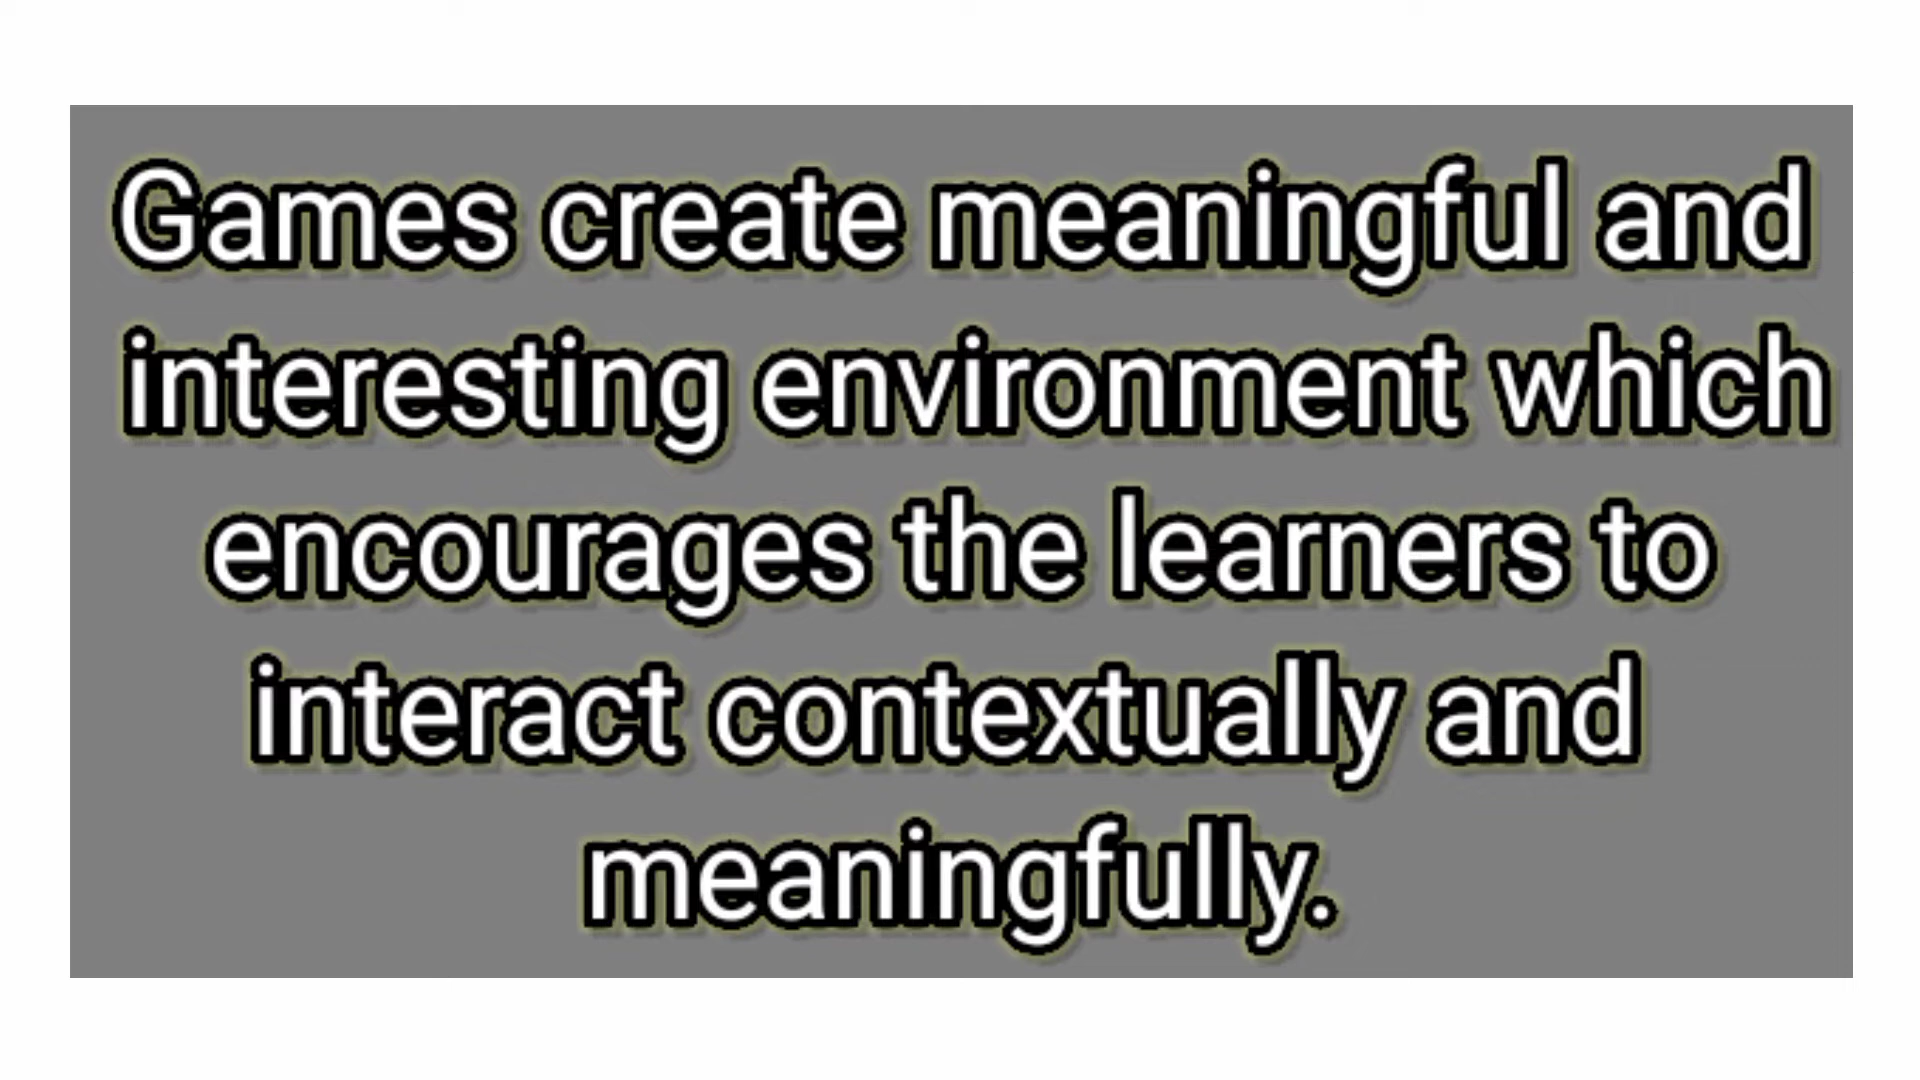 Games create meaningful and
interesting environment which
encourages the learners to
interact contextually and
meaningfully.